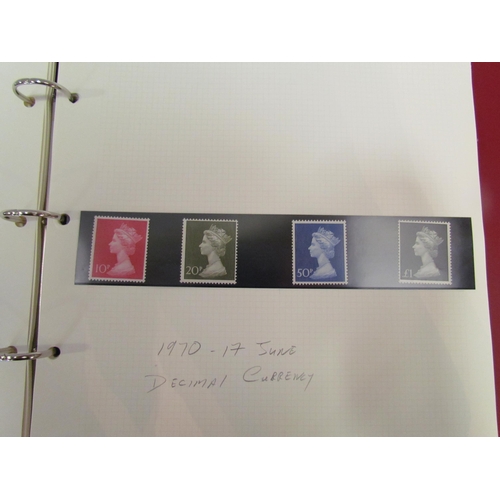 10P 20P 50P £1
1970 - 17 JUNE
DECIMAL CURRENCY